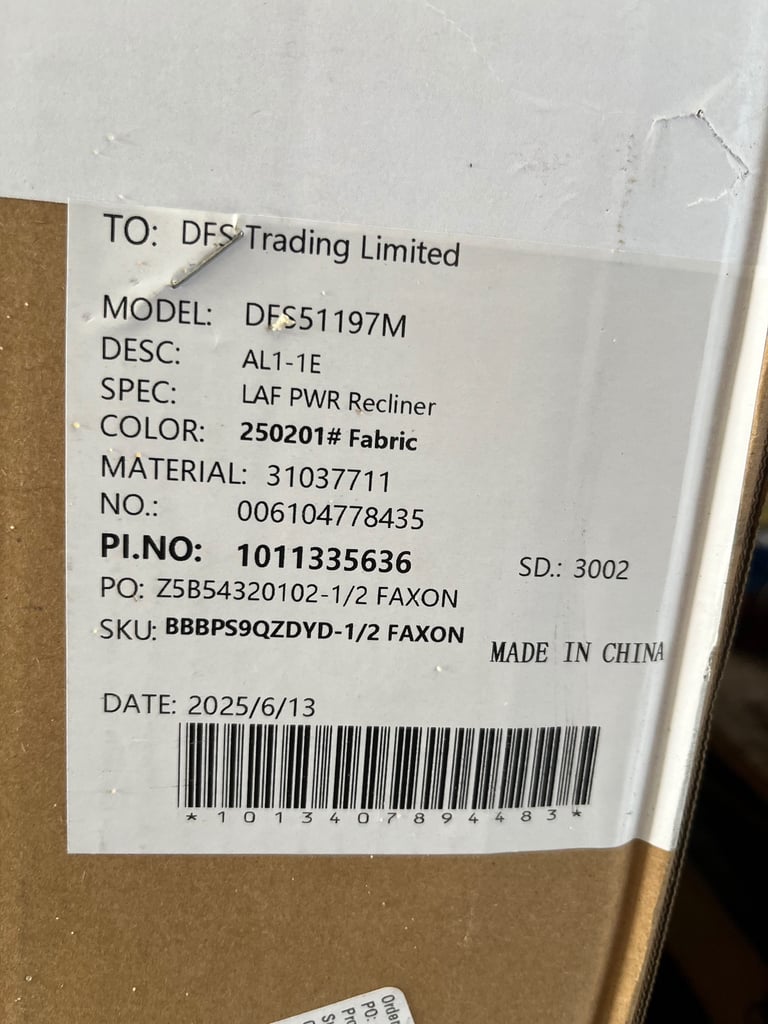 TO: DFS Trading Limited
MODEL: DFS51197M
DESC: AL1-1E
SPEC: LAF PWR Recliner
COLOR: 250201# Fabric
MATERIAL: 31037711
NO.: 006104778435
PI.NO: 1011335636 SD.: 3002
PO: Z5B54320102-1/2 FAXON
SKU: BBBPS9QZDYD-1/2 FAXON
MADE IN CHINA
DATE: 2025/6/13
*1013407894483*
Order
PO: